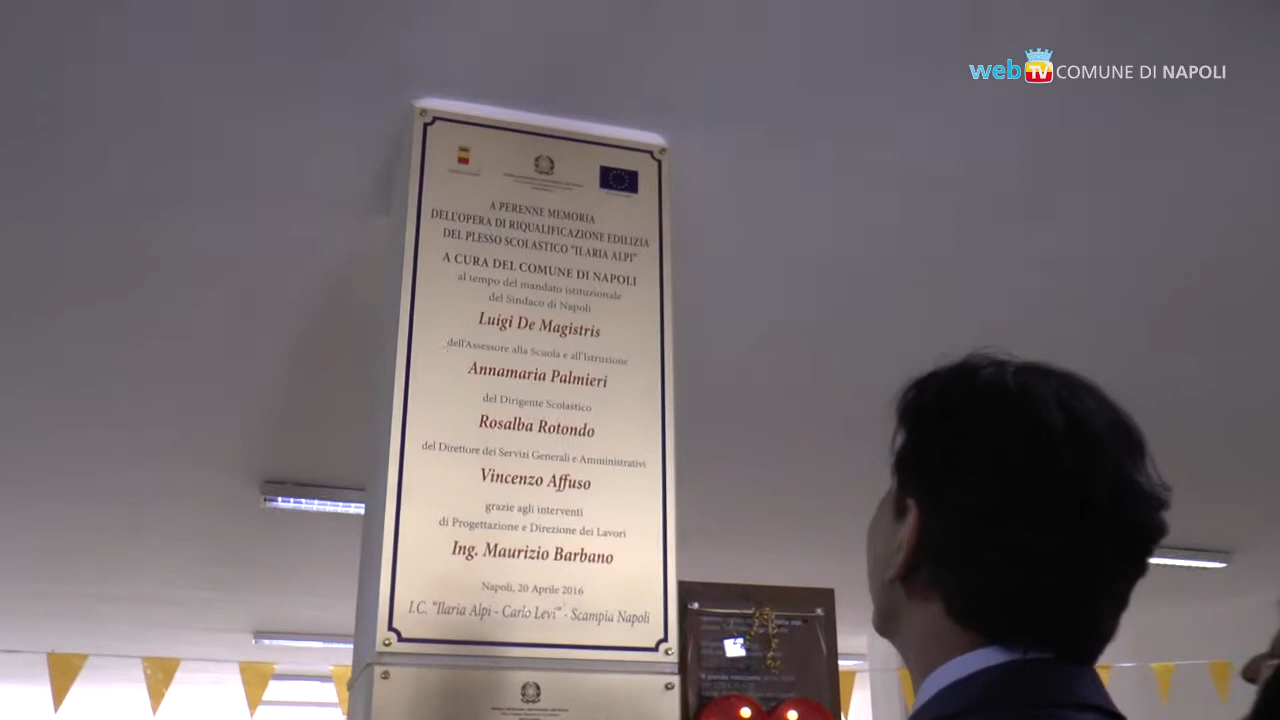 web TV COMUNE DI NAPOLI
A PERENNE MEMORIA
DELL'OPERA DI RIQUALIFICAZIONE EDILIZIA
DEL PLESSO SCOLASTICO "ILARIA ALPI"
A CURA DEL COMUNE DI NAPOLI
al tempo del mandato istituzionale
del Sindaco di Napoli
Luigi De Magistris
dell'Assessore alla Scuola e all'Istruzione
Annamaria Palmieri
del Dirigente Scolastico
Rosalba Rotondo
del Direttore dei Servizi Generali e Amministrativi
Vincenzo Affuso
grazie agli interventi
di Progettazione e Direzione dei Lavori
Ing. Maurizio Barbano
Napoli, 20 Aprile 2016
I.C. "Ilaria Alpi - Carlo Levi" - Scampia Napoli